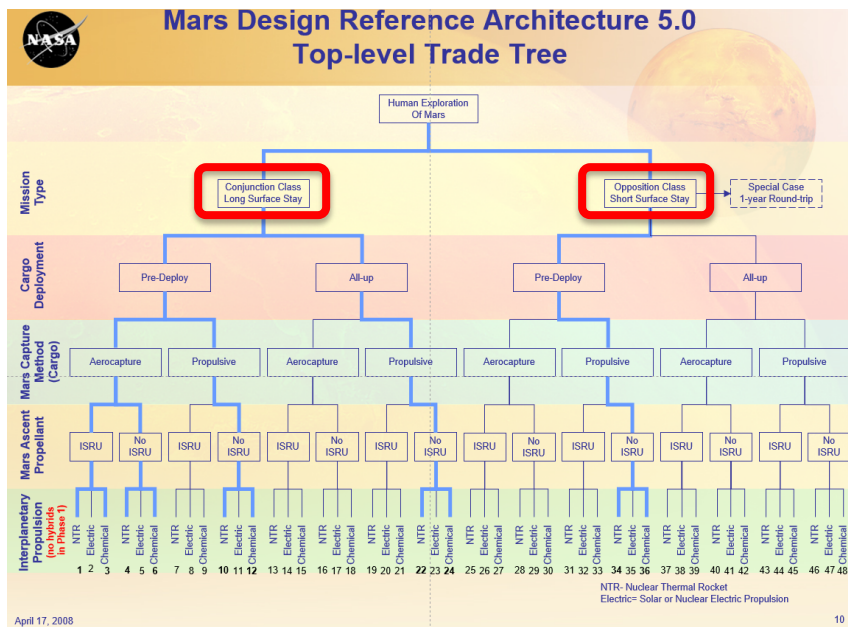 NASA
Mars Design Reference Architecture 5.0
Top-level Trade Tree
Human Exploration
Of Mars
Mission
Type
Conjunction Class
Long Surface Stay
Opposition Class
Short Surface Stay
Special Case
1-year Round-trip
Cargo
Deployment
Pre-Deploy
All-up
Pre-Deploy
All-up
Mars Capture
Method
(Cargo)
Aerocapture
Propulsive
Aerocapture
Propulsive
Aerocapture
Propulsive
Aerocapture
Propulsive
Mars Ascent
Propellant
ISRU
No
ISRU
ISRU
No
ISRU
ISRU
No
ISRU
ISRU
No
ISRU
ISRU
No
ISRU
ISRU
No
ISRU
ISRU
No
ISRU
ISRU
No
ISRU
Interplanetary
Propulsion
(no hybrids
in Phase 1)
NTR
Electric
Chemical
NTR
Electric
Chemical
NTR
Electric
Chemical
NTR
Electric
Chemical
NTR
Electric
Chemical
NTR
Electric
Chemical
NTR
Electric
Chemical
NTR
Electric
Chemical
NTR
Electric
Chemical
NTR
Electric
Chemical
NTR
Electric
Chemical
NTR
Electric
Chemical
NTR
Electric
Chemical
NTR
Electric
Chemical
NTR
Electric
Chemical
NTR
Electric
Chemical
1 2 3 4 5 6 7 8 9 10 11 12 13 14 15 16 17 18 19 20 21 22 23 24 25 26 27 28 29 30 31 32 33 34 35 36 37 38 39 40 41 42 43 44 45 46 47 48
NTR- Nuclear Thermal Rocket
Electric= Solar or Nuclear Electric Propulsion
April 17, 2008
10